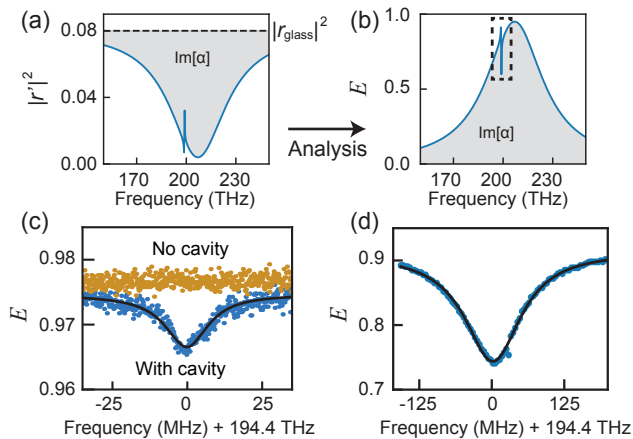 (a)
|r_glass|²
0.08
Im[α]
|r'|²
0.04
0.00
170 200 230
Frequency (THz)
Analysis
(b)
1.0
E
0.5
Im[α]
0.0
170 200 230
Frequency (THz)
(c)
0.98
No cavity
E
0.97
With cavity
0.96
-25 0 25
Frequency (MHz) + 194.4 THz
(d)
0.9
E
0.8
0.7
-125 0 125
Frequency (MHz) + 194.4 THz